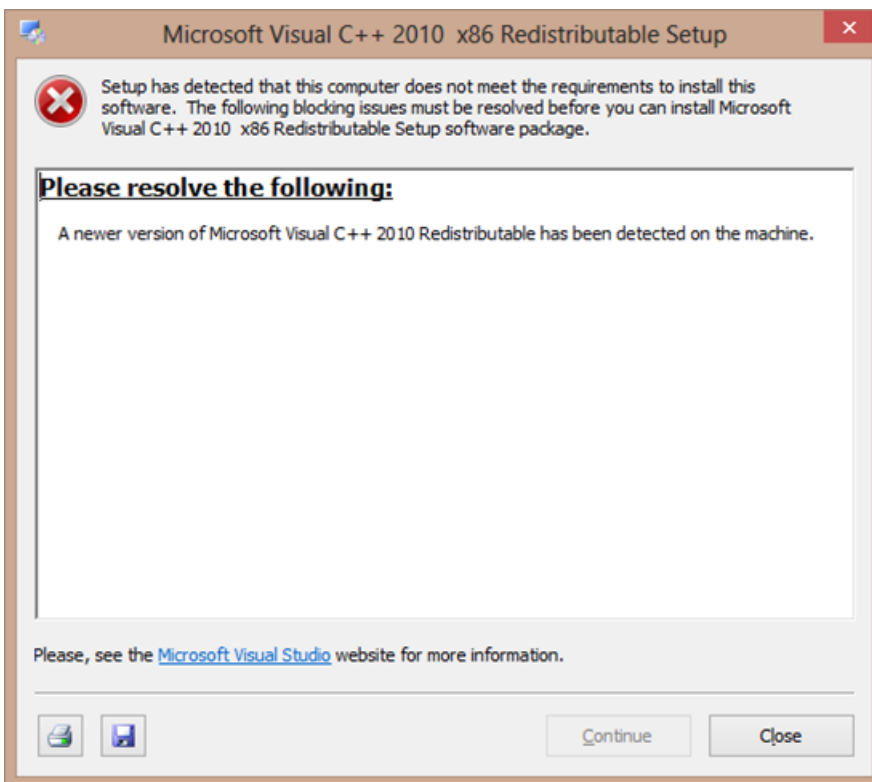 Microsoft Visual C++ 2010  x86 Redistributable Setup
Setup has detected that this computer does not meet the requirements to install this
software.  The following blocking issues must be resolved before you can install Microsoft
Visual C++ 2010  x86 Redistributable Setup software package.
Please resolve the following:
A newer version of Microsoft Visual C++ 2010 Redistributable has been detected on the machine.
Please, see the Microsoft Visual Studio website for more information.
Continue
Close